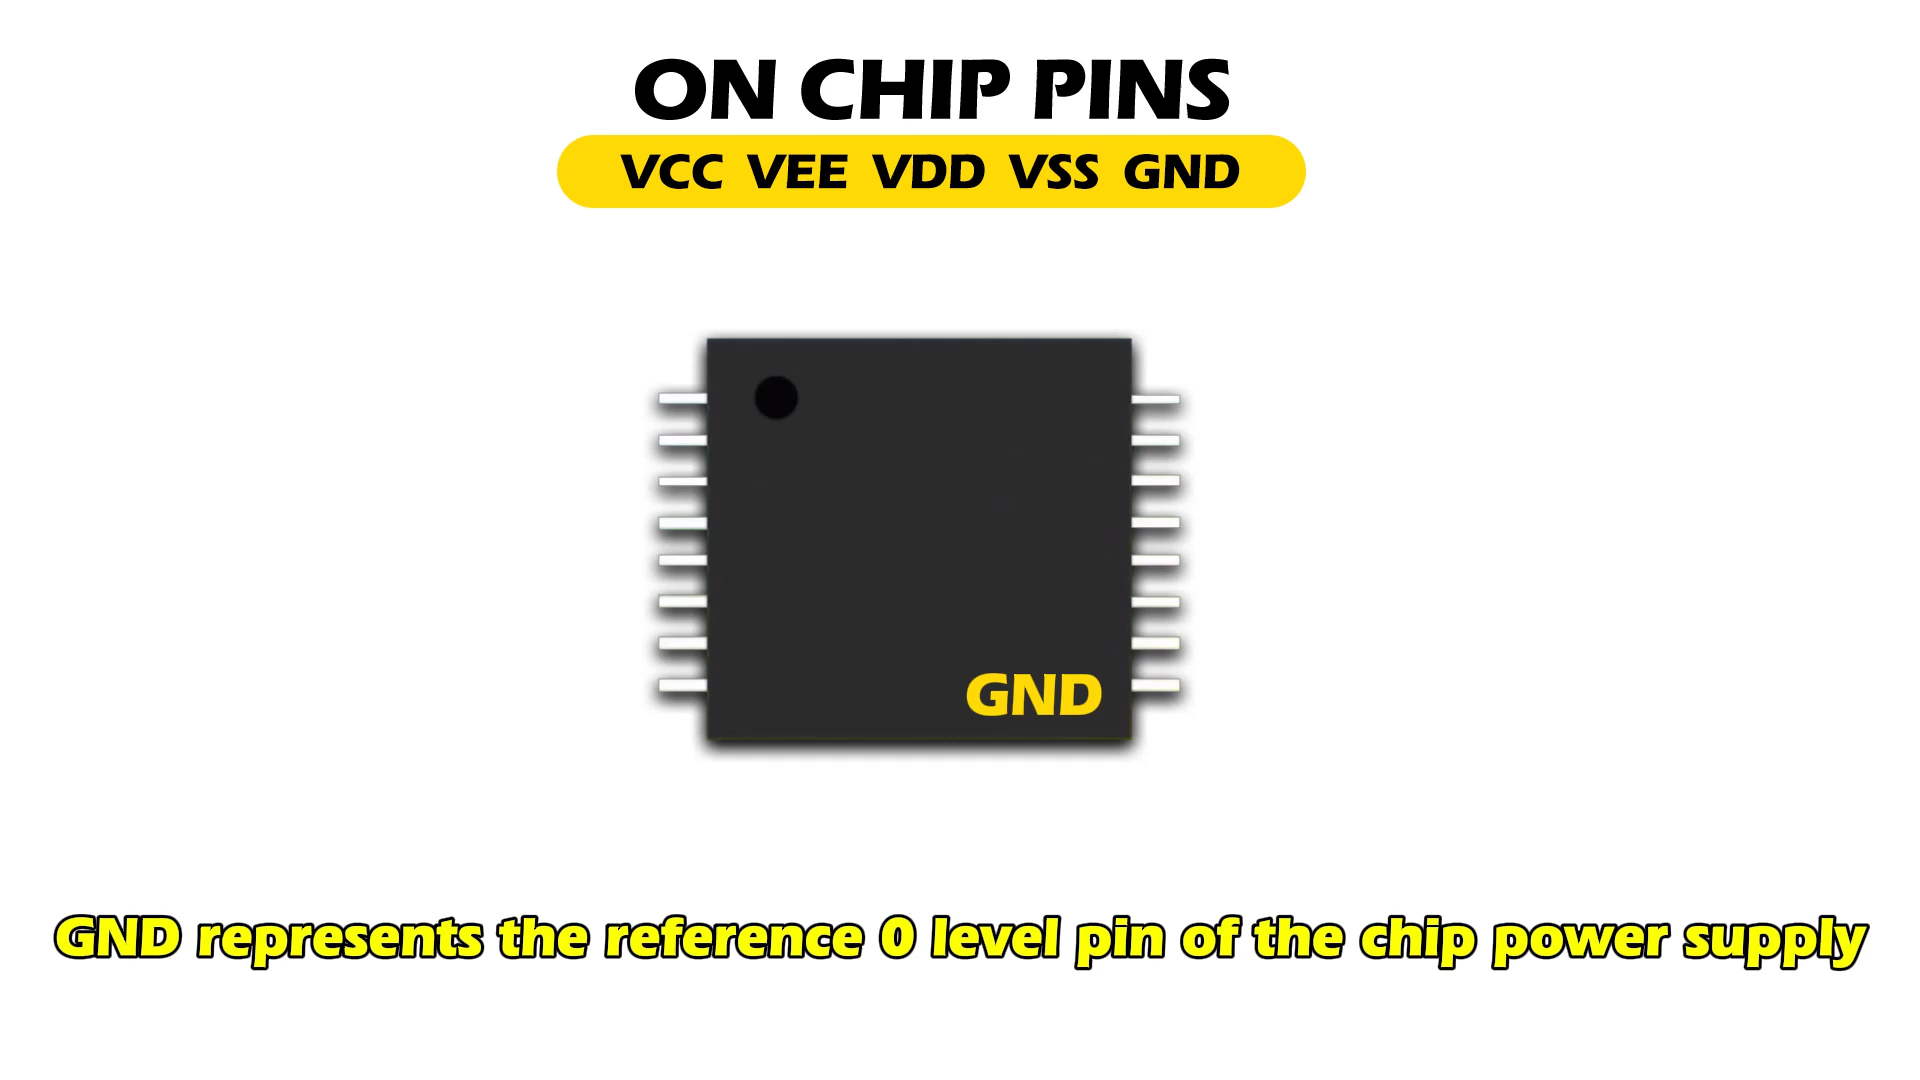 ON CHIP PINS
VCC VEE VDD VSS GND
GND
GND represents the reference 0 level pin of the chip power supply